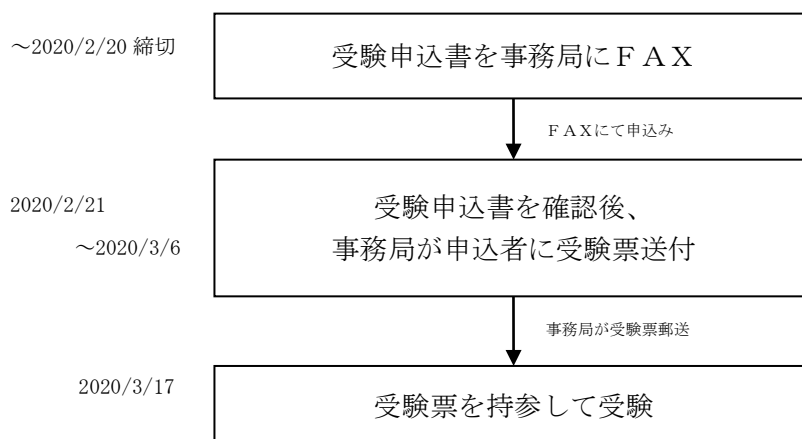 ~2020/2/20 締切
受験申込書を事務局にＦＡＸ
ＦＡＸにて申込み
2020/2/21
~2020/3/6
受験申込書を確認後、
事務局が申込者に受験票送付
事務局が受験票郵送
2020/3/17
受験票を持参して受験